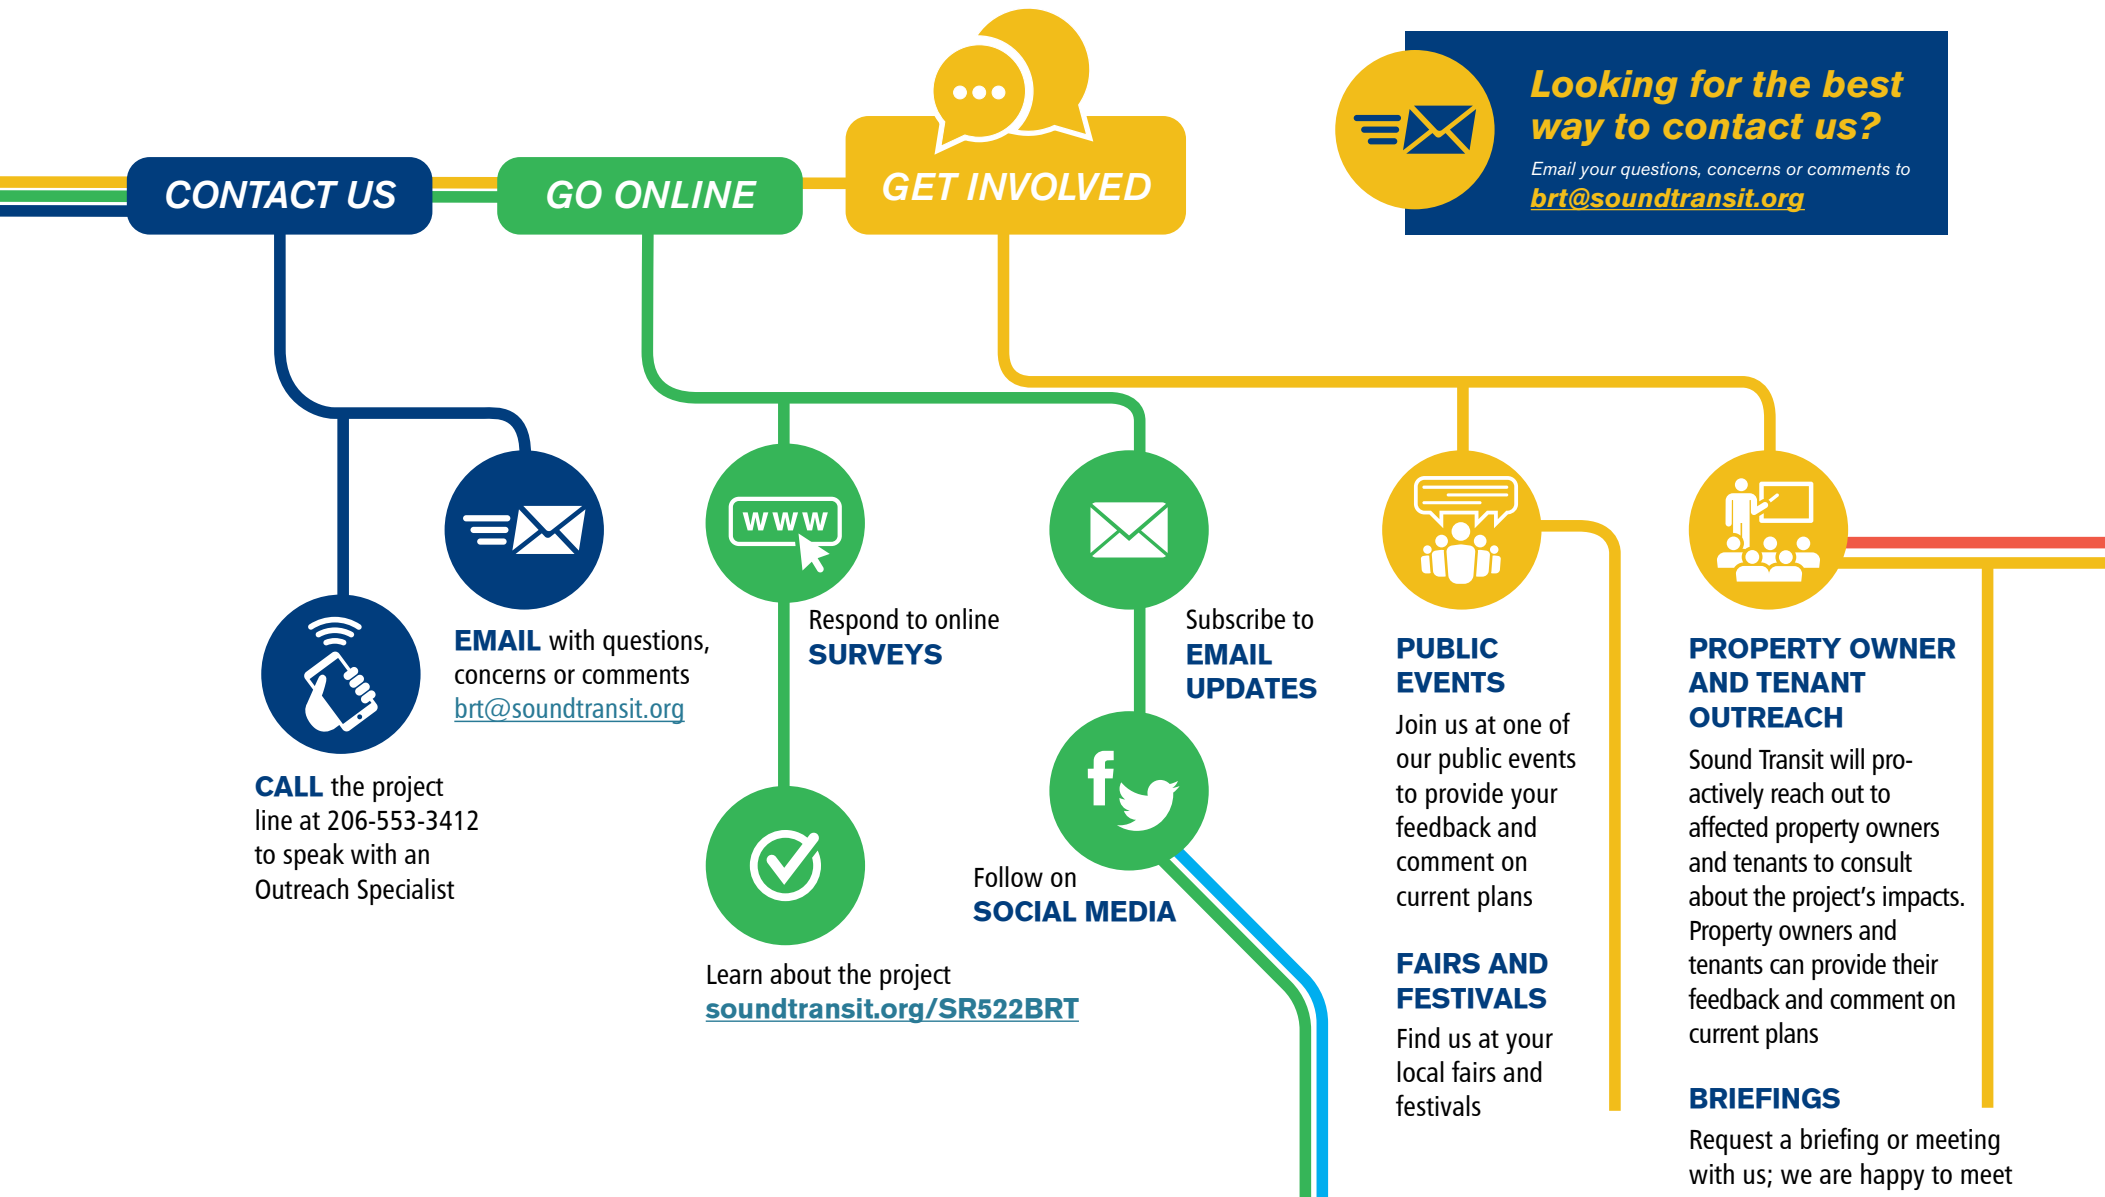 CONTACT US
GO ONLINE
GET INVOLVED
Looking for the best
way to contact us?
Email your questions, concerns or comments to
brt@soundtransit.org
CALL the project
line at 206-553-3412
to speak with an
Outreach Specialist
EMAIL with questions,
concerns or comments
brt@soundtransit.org
www
Respond to online
SURVEYS
Learn about the project
soundtransit.org/SR522BRT
Subscribe to
EMAIL
UPDATES
f
Follow on
SOCIAL MEDIA
PUBLIC
EVENTS
Join us at one of
our public events
to provide your
feedback and
comment on
current plans
FAIRS AND
FESTIVALS
Find us at your
local fairs and
festivals
PROPERTY OWNER
AND TENANT
OUTREACH
Sound Transit will pro-
actively reach out to
affected property owners
and tenants to consult
about the project's impacts.
Property owners and
tenants can provide their
feedback and comment on
current plans
BRIEFINGS
Request a briefing or meeting
with us; we are happy to meet